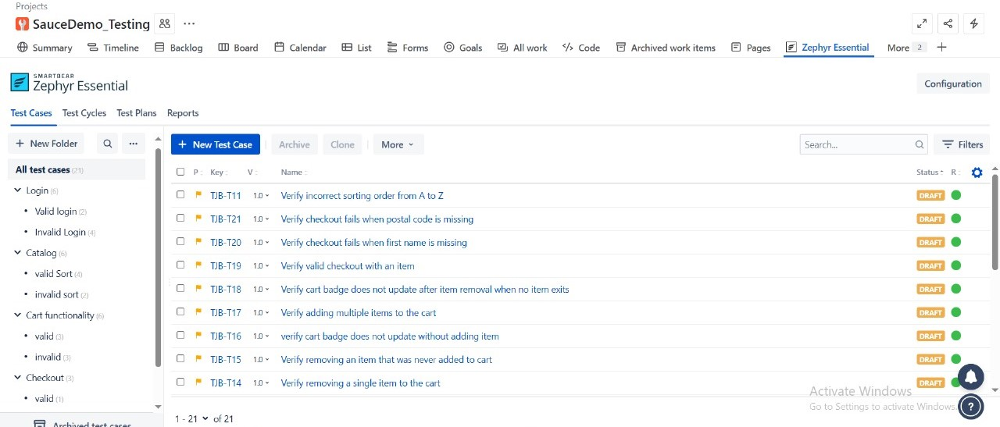 Projects
SauceDemo_Testing
Summary Timeline Backlog Board Calendar List Forms Goals All work Code Archived work items Pages Zephyr Essential More 2
SMARTBEAR
Zephyr Essential
Configuration
Test Cases Test Cycles Test Plans Reports
New Folder
New Test Case Archive Clone More Search... Filters
All test cases (21)
Login (6)
Valid login (2)
Invalid Login (4)
Catalog (6)
valid Sort (4)
invalid sort (2)
Cart functionality (6)
valid (3)
invalid (3)
Checkout (3)
valid (1)
Archived test cases
P Key V Name Status R
TJB-T11 1.0 Verify incorrect sorting order from A to Z DRAFT
TJB-T21 1.0 Verify checkout fails when postal code is missing DRAFT
TJB-T20 1.0 Verify checkout fails when first name is missing DRAFT
TJB-T19 1.0 Verify valid checkout with an item DRAFT
TJB-T18 1.0 Verify cart badge does not update after item removal when no item exits DRAFT
TJB-T17 1.0 Verify adding multiple items to the cart DRAFT
TJB-T16 1.0 verify cart badge does not update without adding item DRAFT
TJB-T15 1.0 Verify removing an item that was never added to cart DRAFT
TJB-T14 1.0 Verify removing a single item to the cart DRAFT
1 - 21 of 21
Activate Windows
Go to Settings to activate Windows.